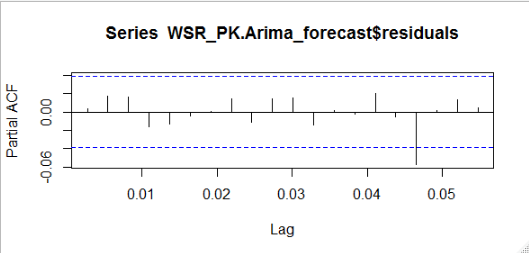 Series WSR_PK.Arima_forecast$residuals
Partial ACF
0.00
-0.06
0.01 0.02 0.03 0.04 0.05
Lag